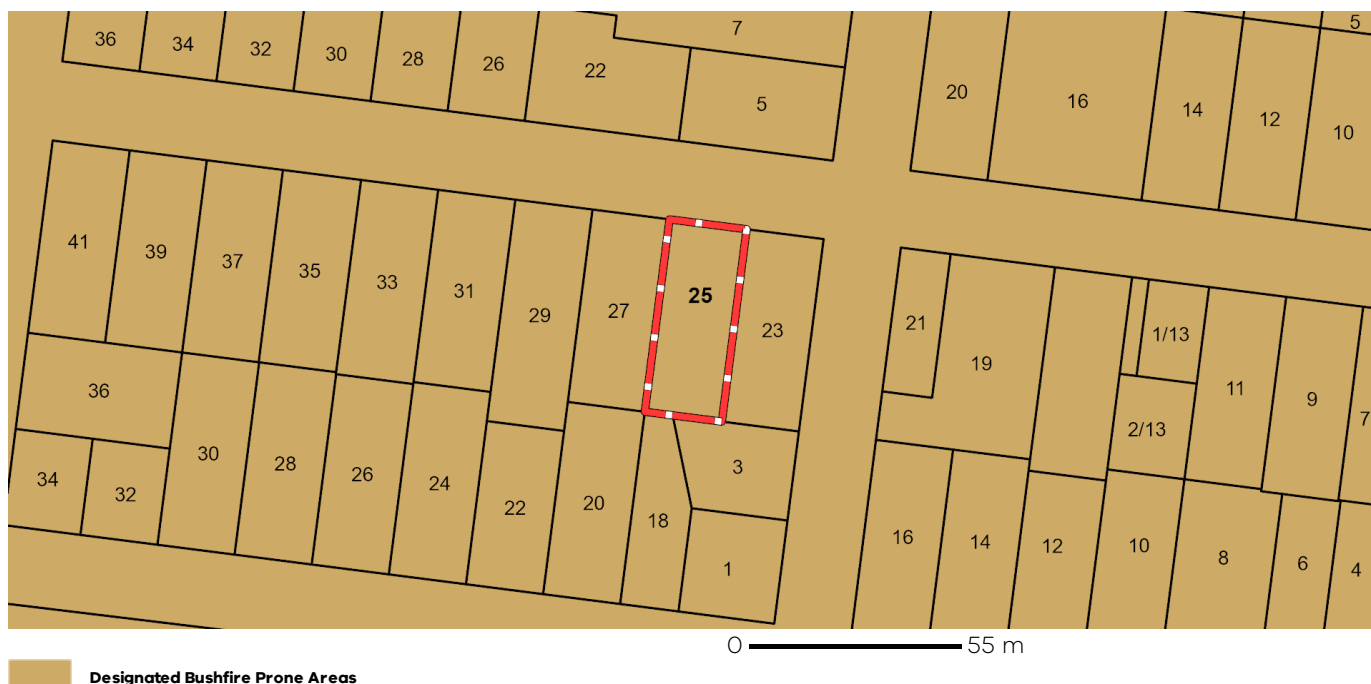 36 34 32 30 28 26 22 7 5 20 16 14 12 10 5
41 39 37 35 33 31 29 27 25 23
21 19 1/13 2/13 11 9 7
36 34 32 30 28 26 24 22 20 18 3 1
16 14 12 10 8 6 4
0 55 m
Designated Bushfire Prone Areas